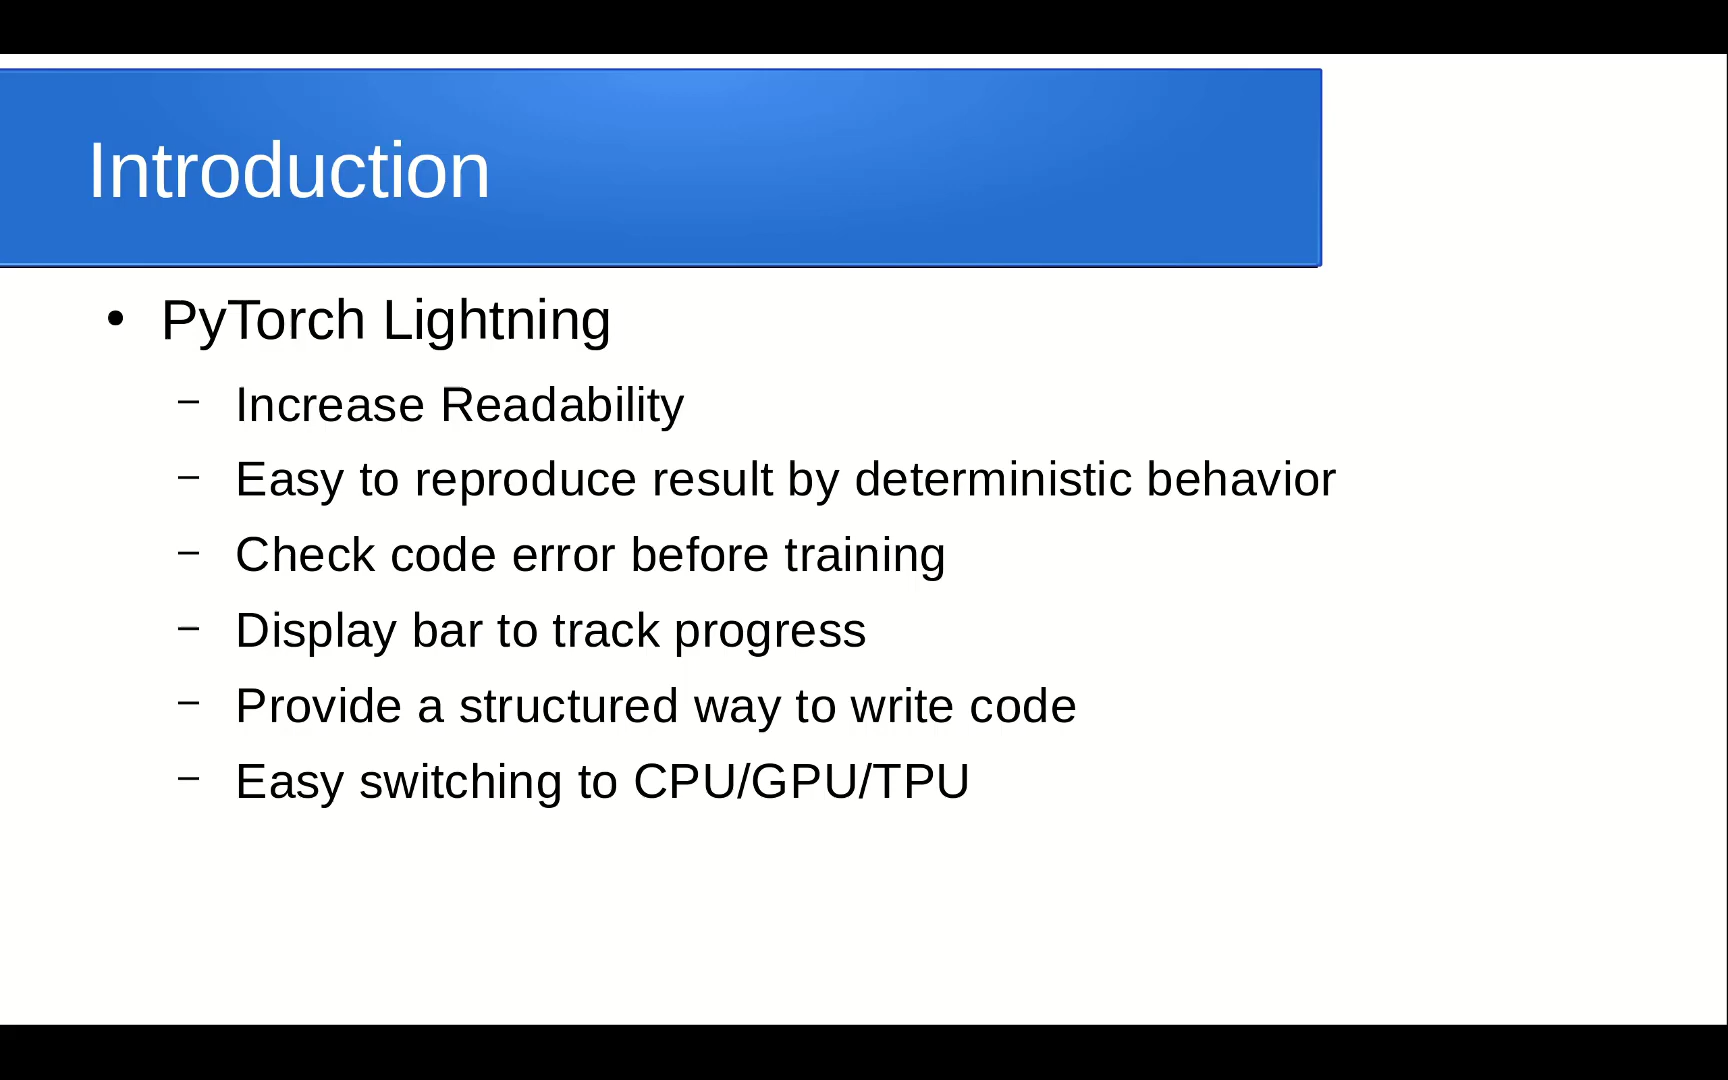 Introduction
• PyTorch Lightning
– Increase Readability
– Easy to reproduce result by deterministic behavior
– Check code error before training
– Display bar to track progress
– Provide a structured way to write code
– Easy switching to CPU/GPU/TPU